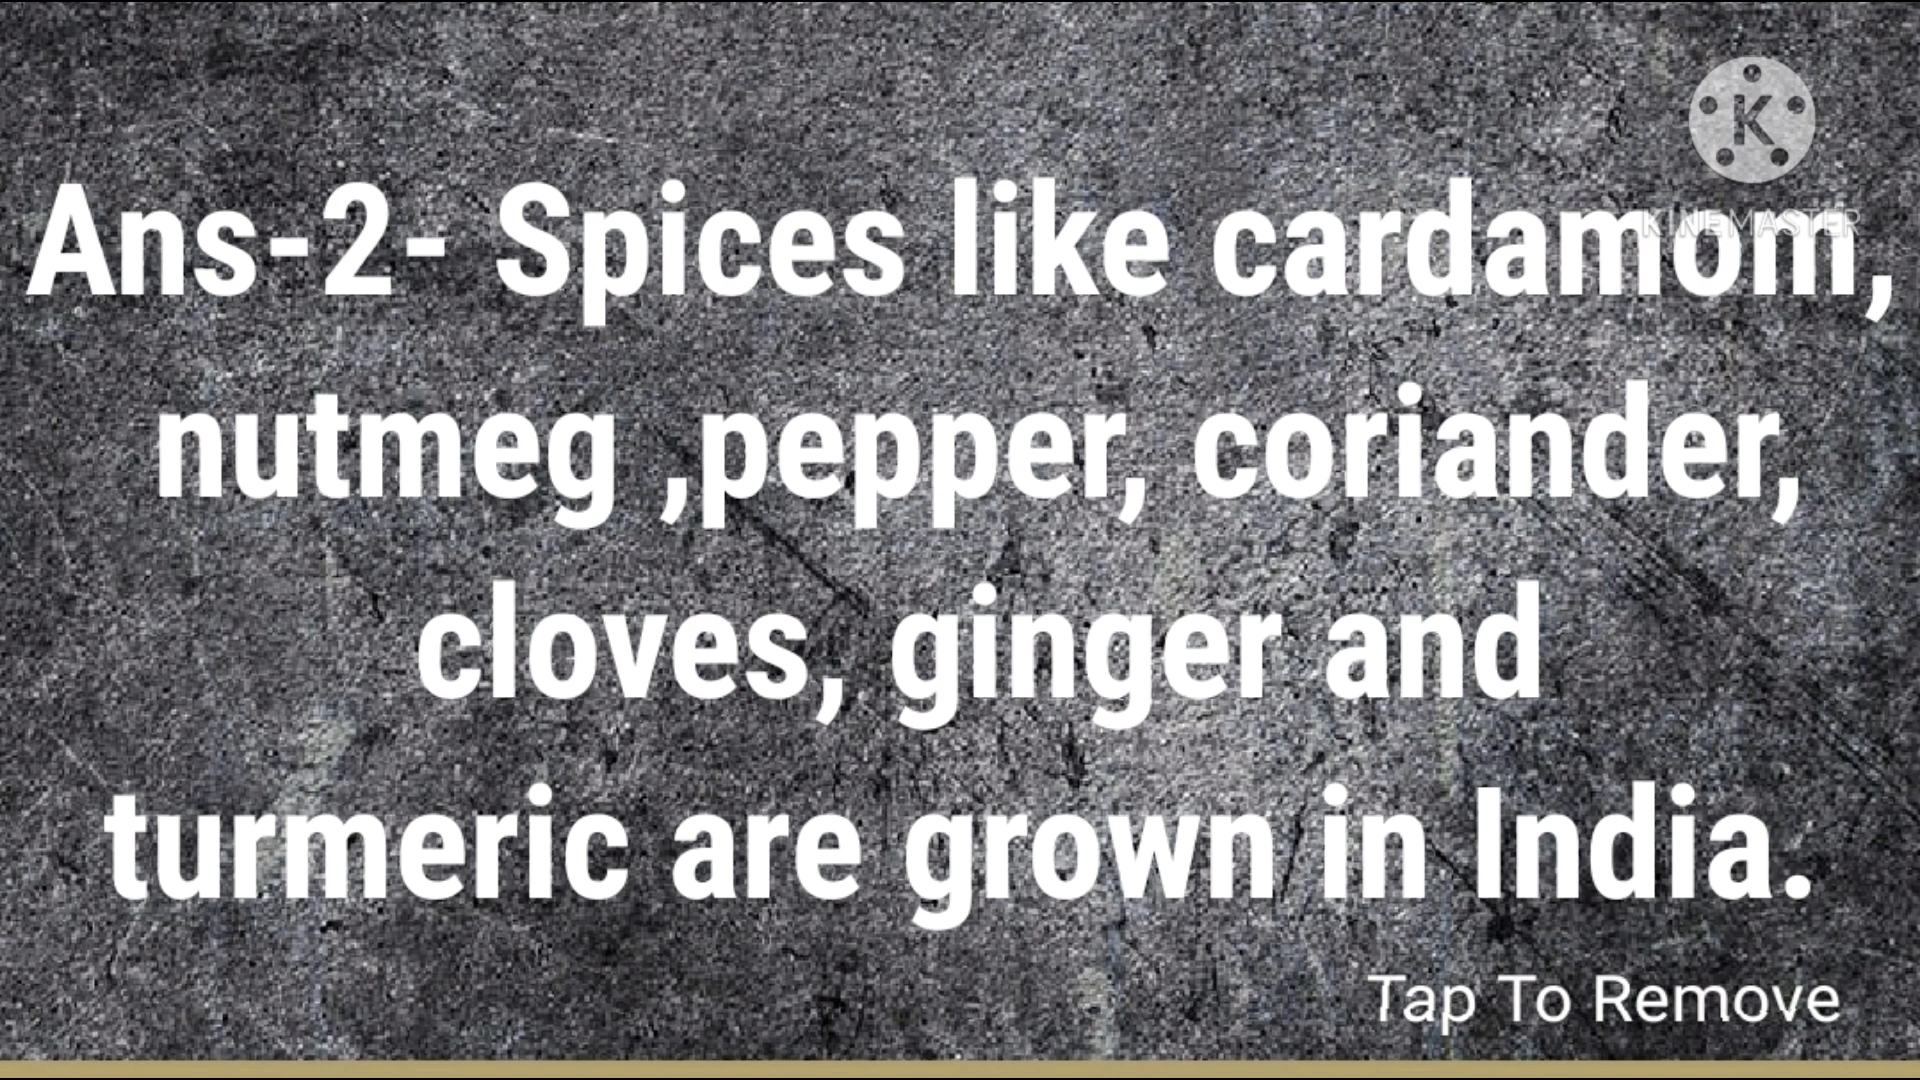 K
KINEMASTER
Ans-2- Spices like cardamom,
nutmeg ,pepper, coriander,
cloves, ginger and
turmeric are grown in India.
Tap To Remove